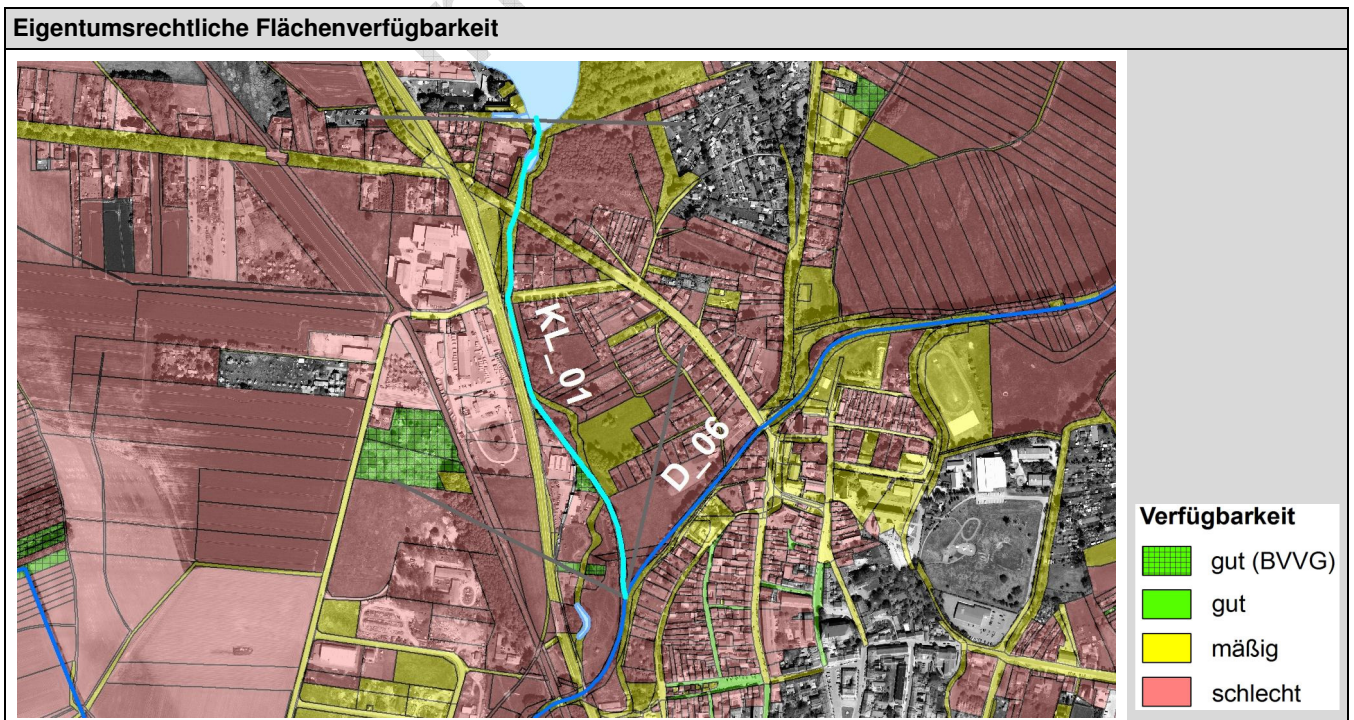 Eigentumsrechtliche Flächenverfügbarkeit
KL_01
D_06
Verfügbarkeit
gut (BVVG)
gut
mäßig
schlecht